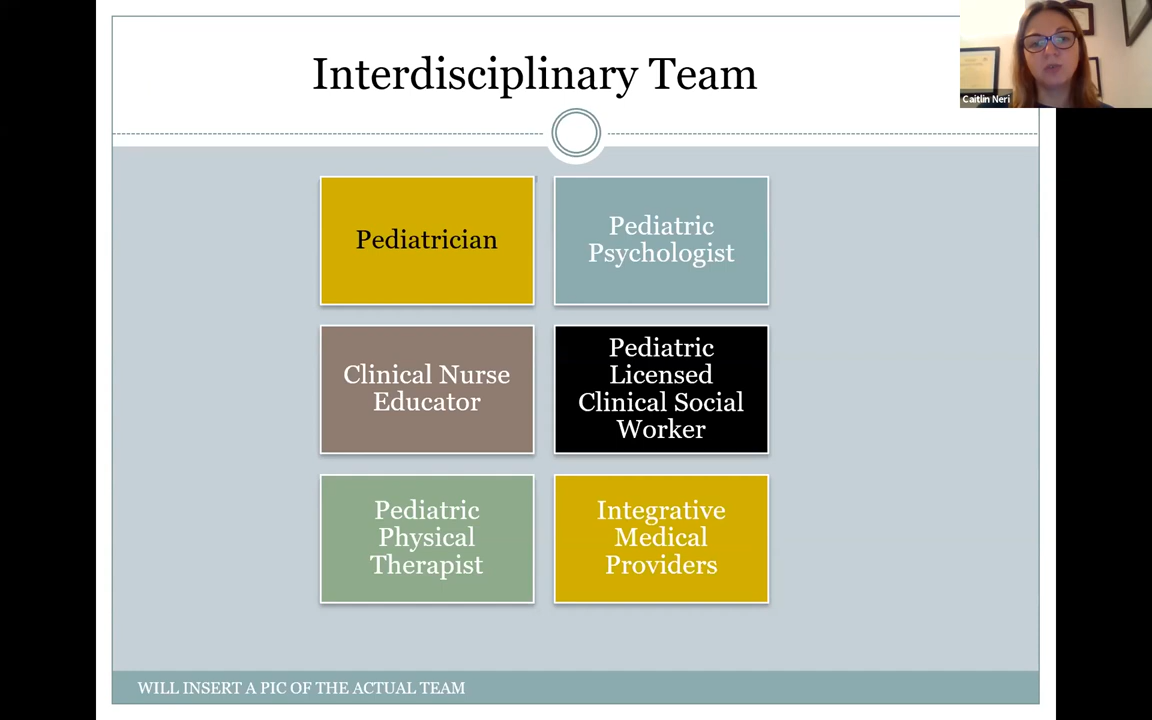 Interdisciplinary Team
Caitlin Neri
Pediatrician
Pediatric
Psychologist
Clinical Nurse
Educator
Pediatric
Licensed
Clinical Social
Worker
Pediatric
Physical
Therapist
Integrative
Medical
Providers
WILL INSERT A PIC OF THE ACTUAL TEAM